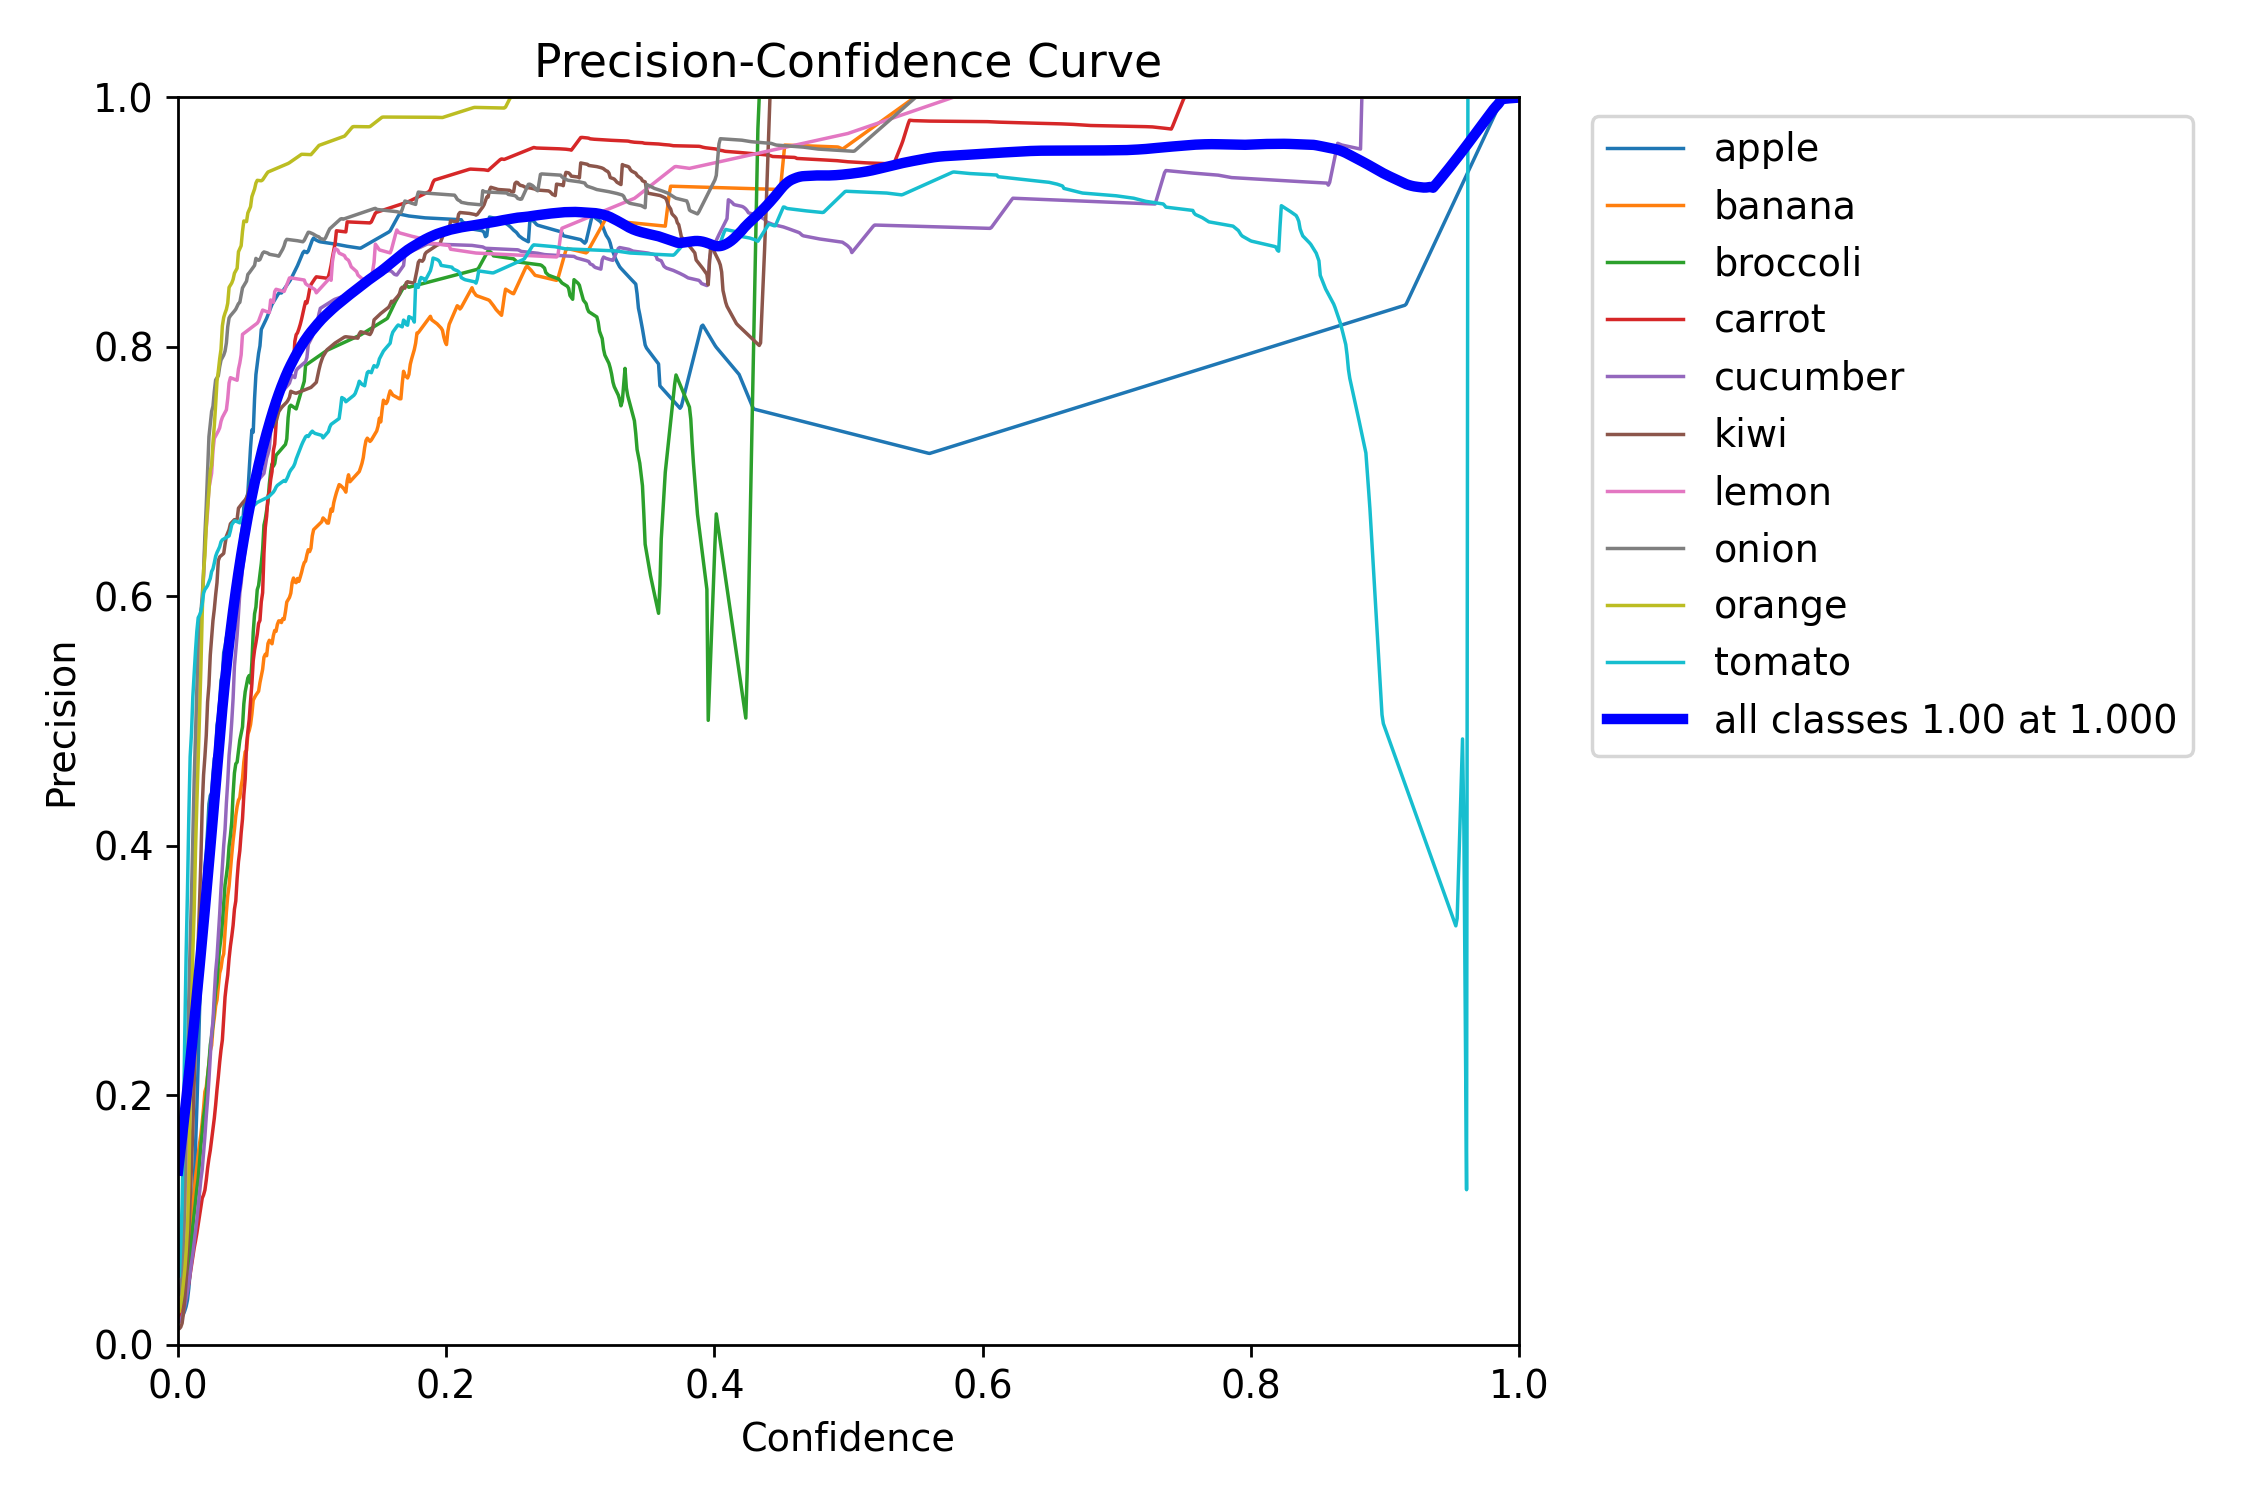 Precision-Confidence Curve
1.0
0.8
0.6
0.4
0.2
0.0
Precision
0.0 0.2 0.4 0.6 0.8 1.0
Confidence
apple
banana
broccoli
carrot
cucumber
kiwi
lemon
onion
orange
tomato
all classes 1.00 at 1.000